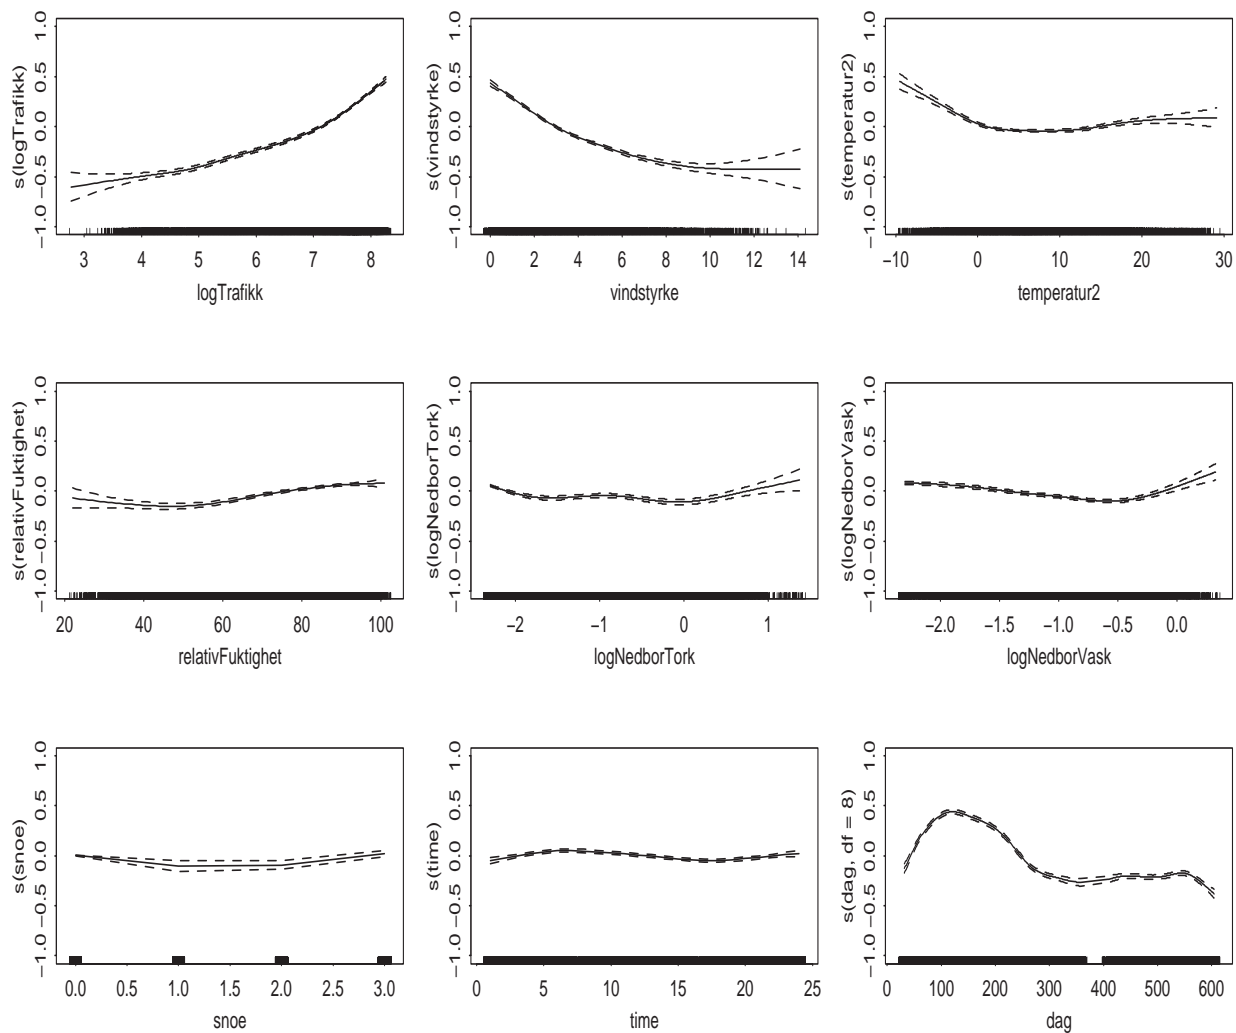 s(logTrafikk)
−1.0 −0.5 0.0 0.5 1.0
3 4 5 6 7 8
logTrafikk
s(vindstyrke)
−1.0 −0.5 0.0 0.5 1.0
0 2 4 6 8 10 12 14
vindstyrke
s(temperatur2)
−1.0 −0.5 0.0 0.5 1.0
−10 0 10 20 30
temperatur2
s(relativFuktighet)
−1.0 −0.5 0.0 0.5 1.0
20 40 60 80 100
relativFuktighet
s(logNedborTork)
−1.0 −0.5 0.0 0.5 1.0
−2 −1 0 1
logNedborTork
s(logNedborVask)
−1.0 −0.5 0.0 0.5 1.0
−2.0 −1.5 −1.0 −0.5 0.0
logNedborVask
s(snoe)
−1.0 −0.5 0.0 0.5 1.0
0.0 0.5 1.0 1.5 2.0 2.5 3.0
snoe
s(time)
−1.0 −0.5 0.0 0.5 1.0
0 5 10 15 20 25
time
s(dag, df = 8)
−1.0 −0.5 0.0 0.5 1.0
0 100 200 300 400 500 600
dag